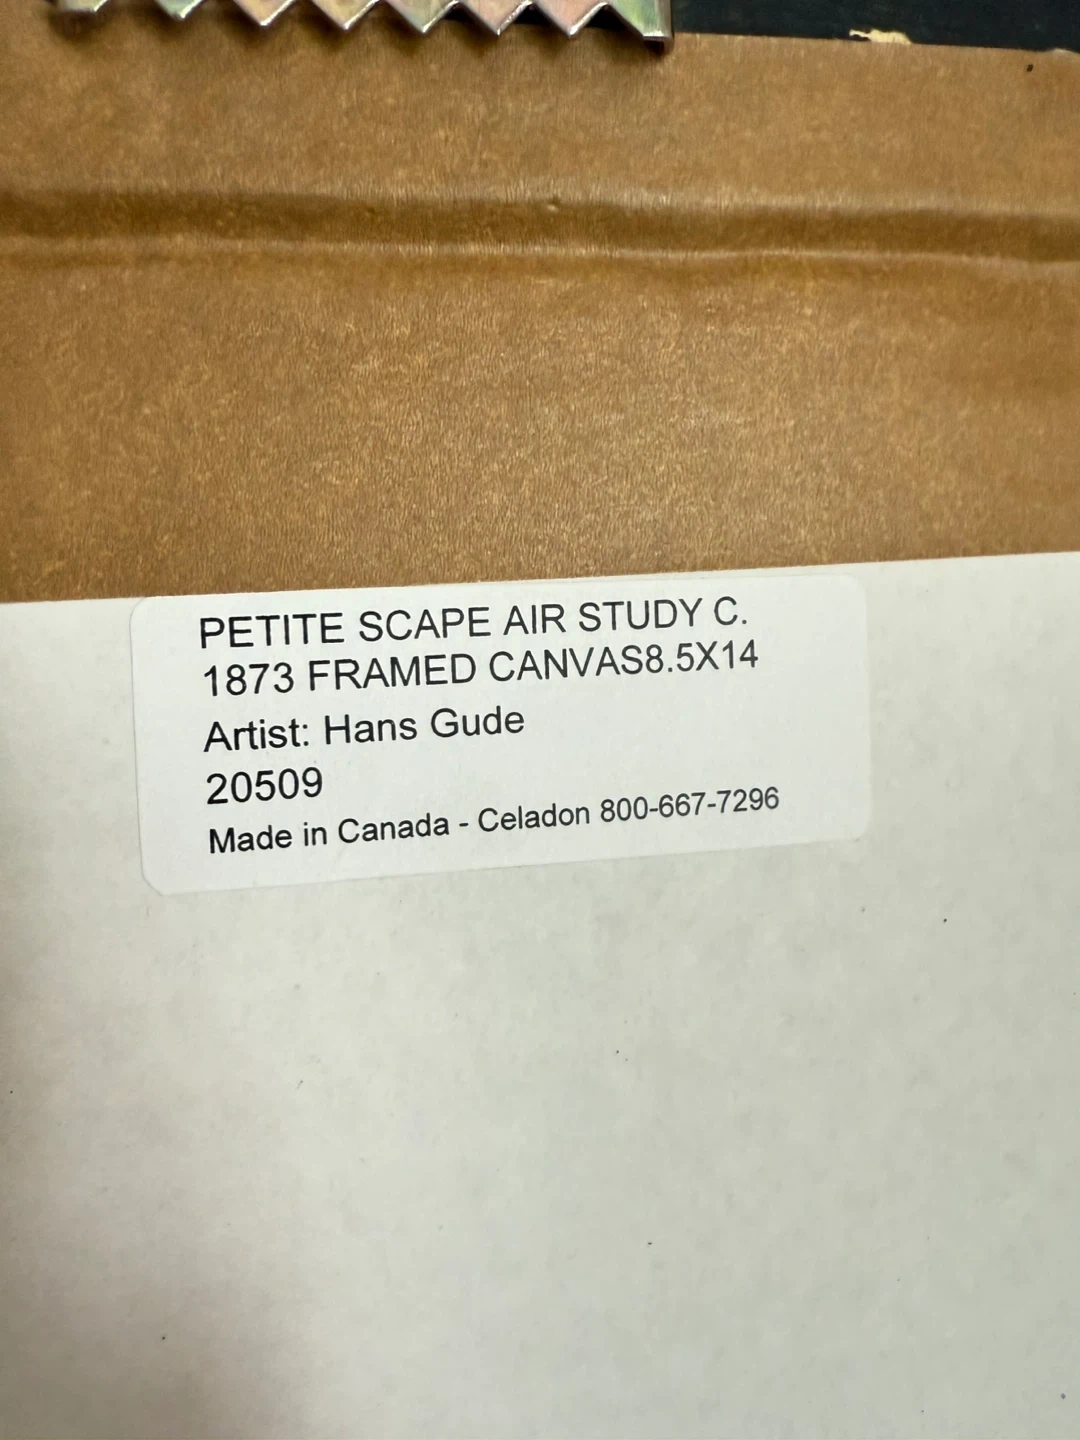 PETITE SCAPE AIR STUDY C.
1873 FRAMED CANVAS8.5X14
Artist: Hans Gude
20509
Made in Canada - Celadon 800-667-7296